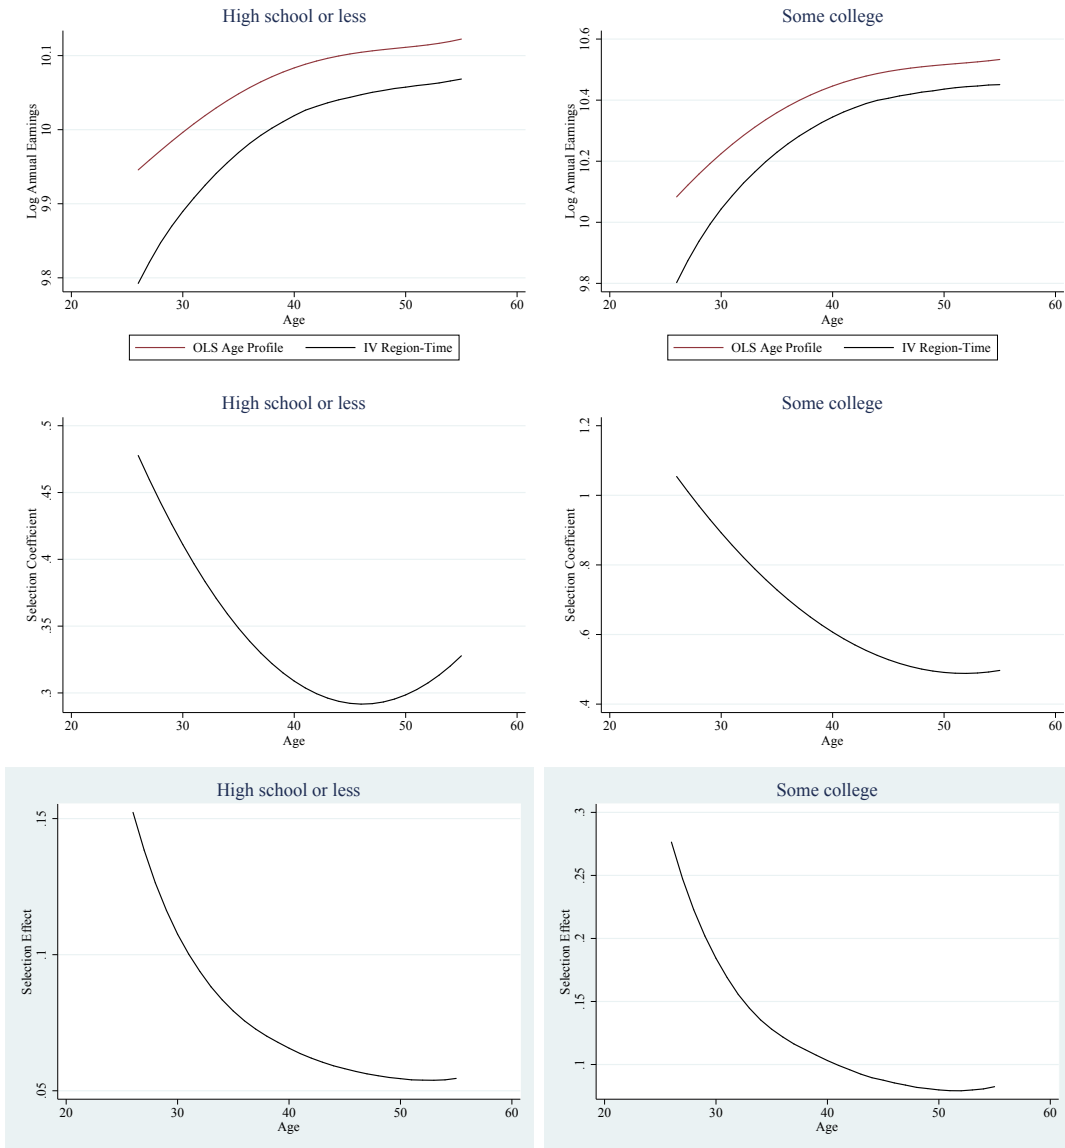 High school or less
Log Annual Earnings
9.8 9.9 10 10.1
20 30 40 50 60
Age
OLS Age Profile IV Region-Time
Some college
Log Annual Earnings
9.8 10 10.2 10.4 10.6
20 30 40 50 60
Age
OLS Age Profile IV Region-Time
High school or less
Selection Coefficient
.3 .35 .4 .45 .5
20 30 40 50 60
Age
Some college
Selection Coefficient
.4 .6 .8 1 1.2
20 30 40 50 60
Age
High school or less
Selection Effect
.05 .1 .15
20 30 40 50 60
Age
Some college
Selection Effect
.1 .15 .2 .25 .3
20 30 40 50 60
Age